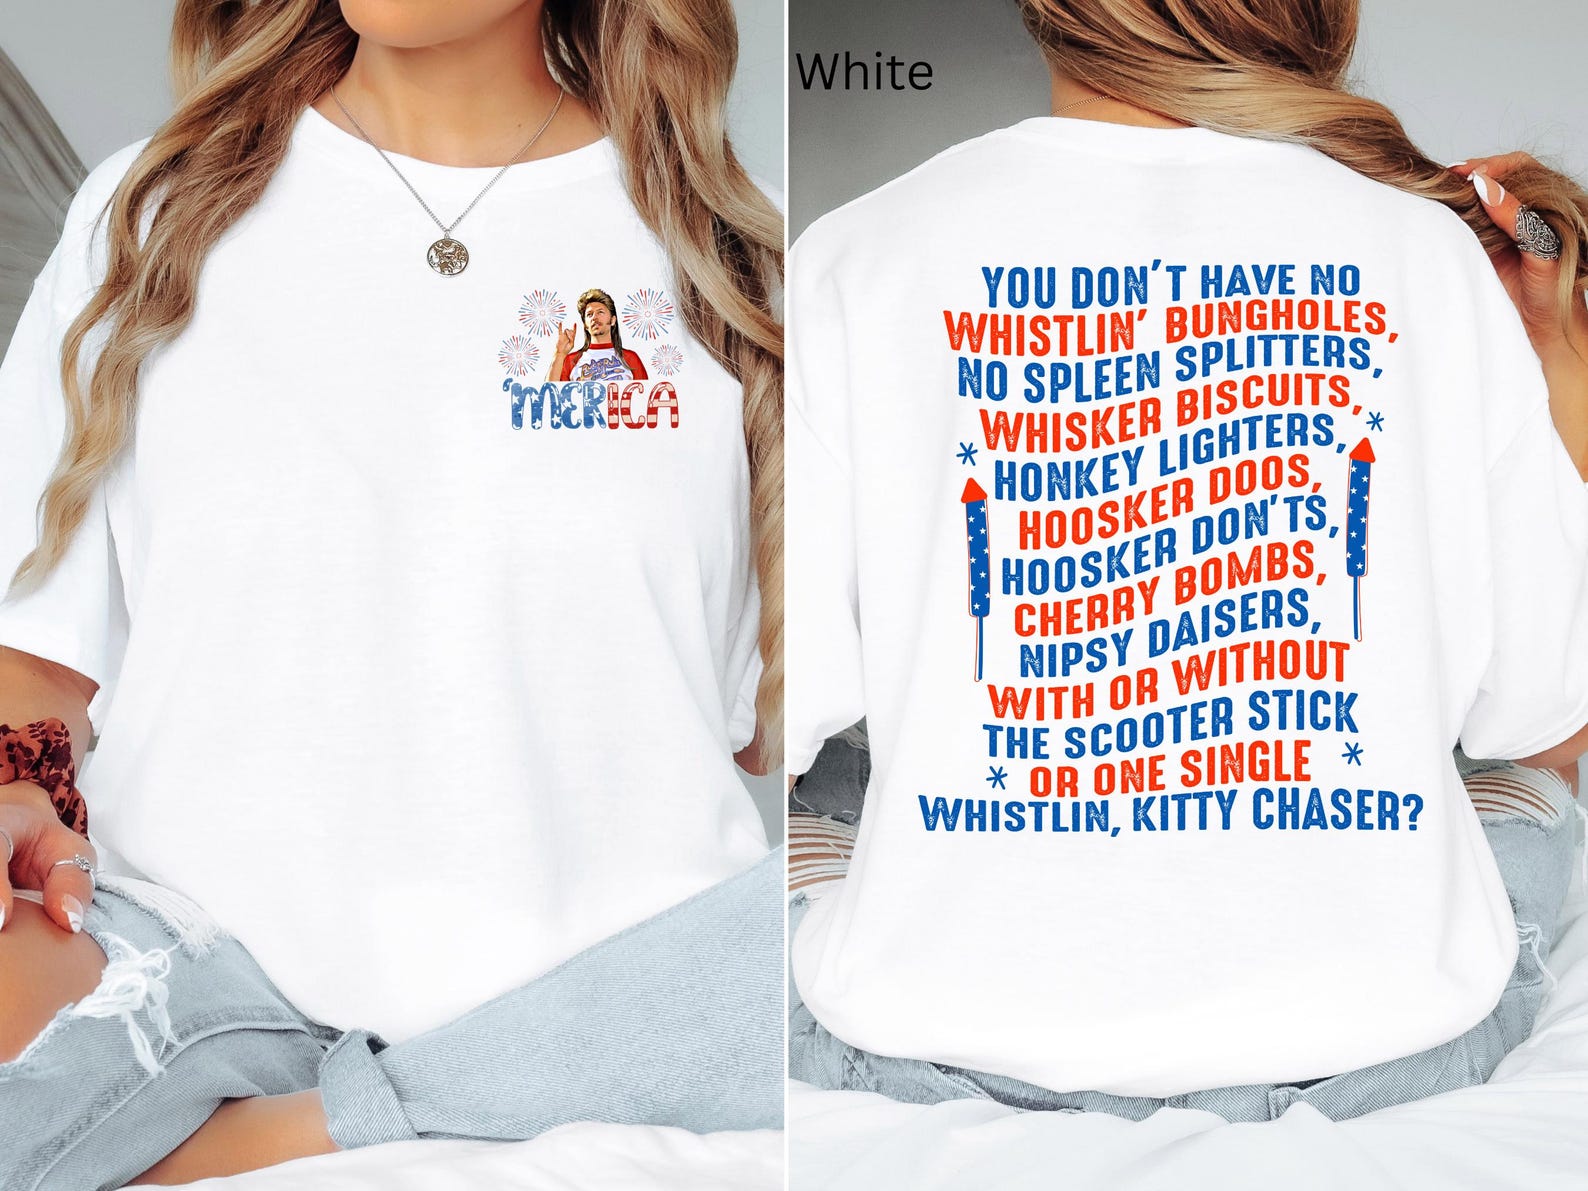 'MERICA
White
YOU DON'T HAVE NO
WHISTLIN' BUNGHOLES,
NO SPLEEN SPLITTERS,
WHISKER BISCUITS,
HONKEY LIGHTERS,
HOOSKER DOOS,
HOOSKER DON'TS,
CHERRY BOMBS,
NIPSY DAISERS,
WITH OR WITHOUT
THE SCOOTER STICK
OR ONE SINGLE
WHISTLIN, KITTY CHASER?